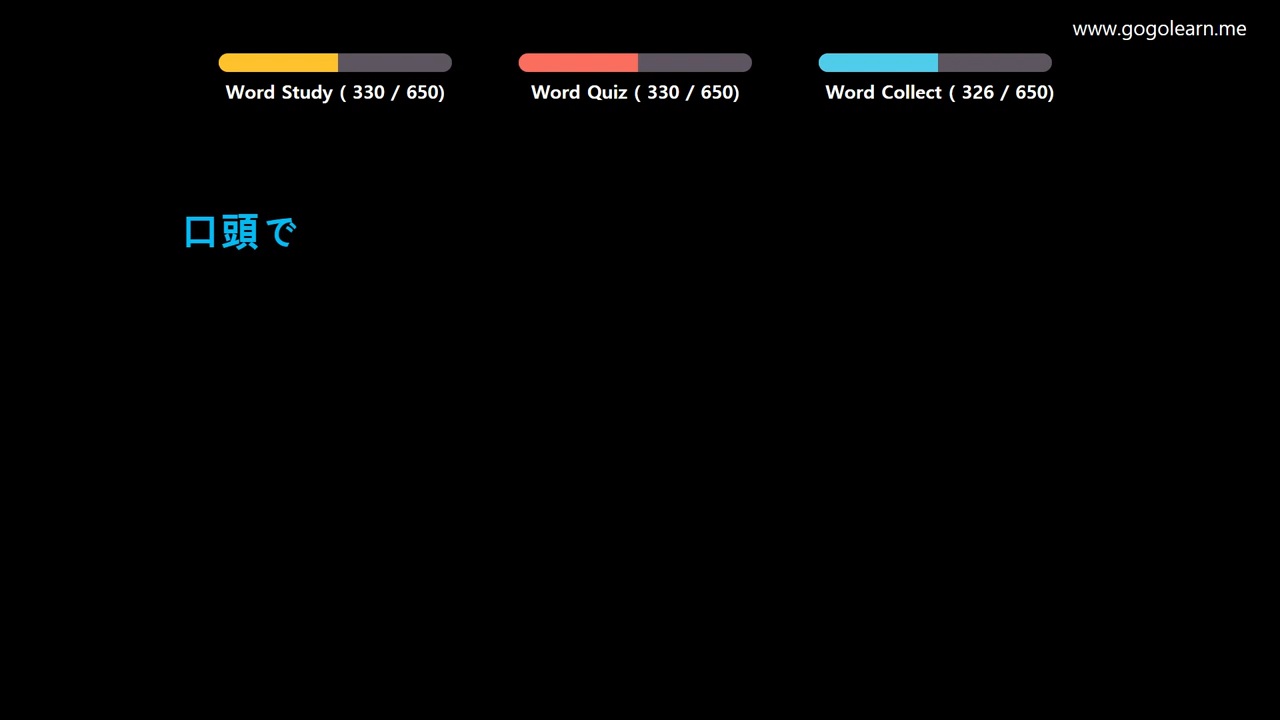 www.gogolearn.me
Word Study ( 330 / 650)
Word Quiz ( 330 / 650)
Word Collect ( 326 / 650)
口頭で